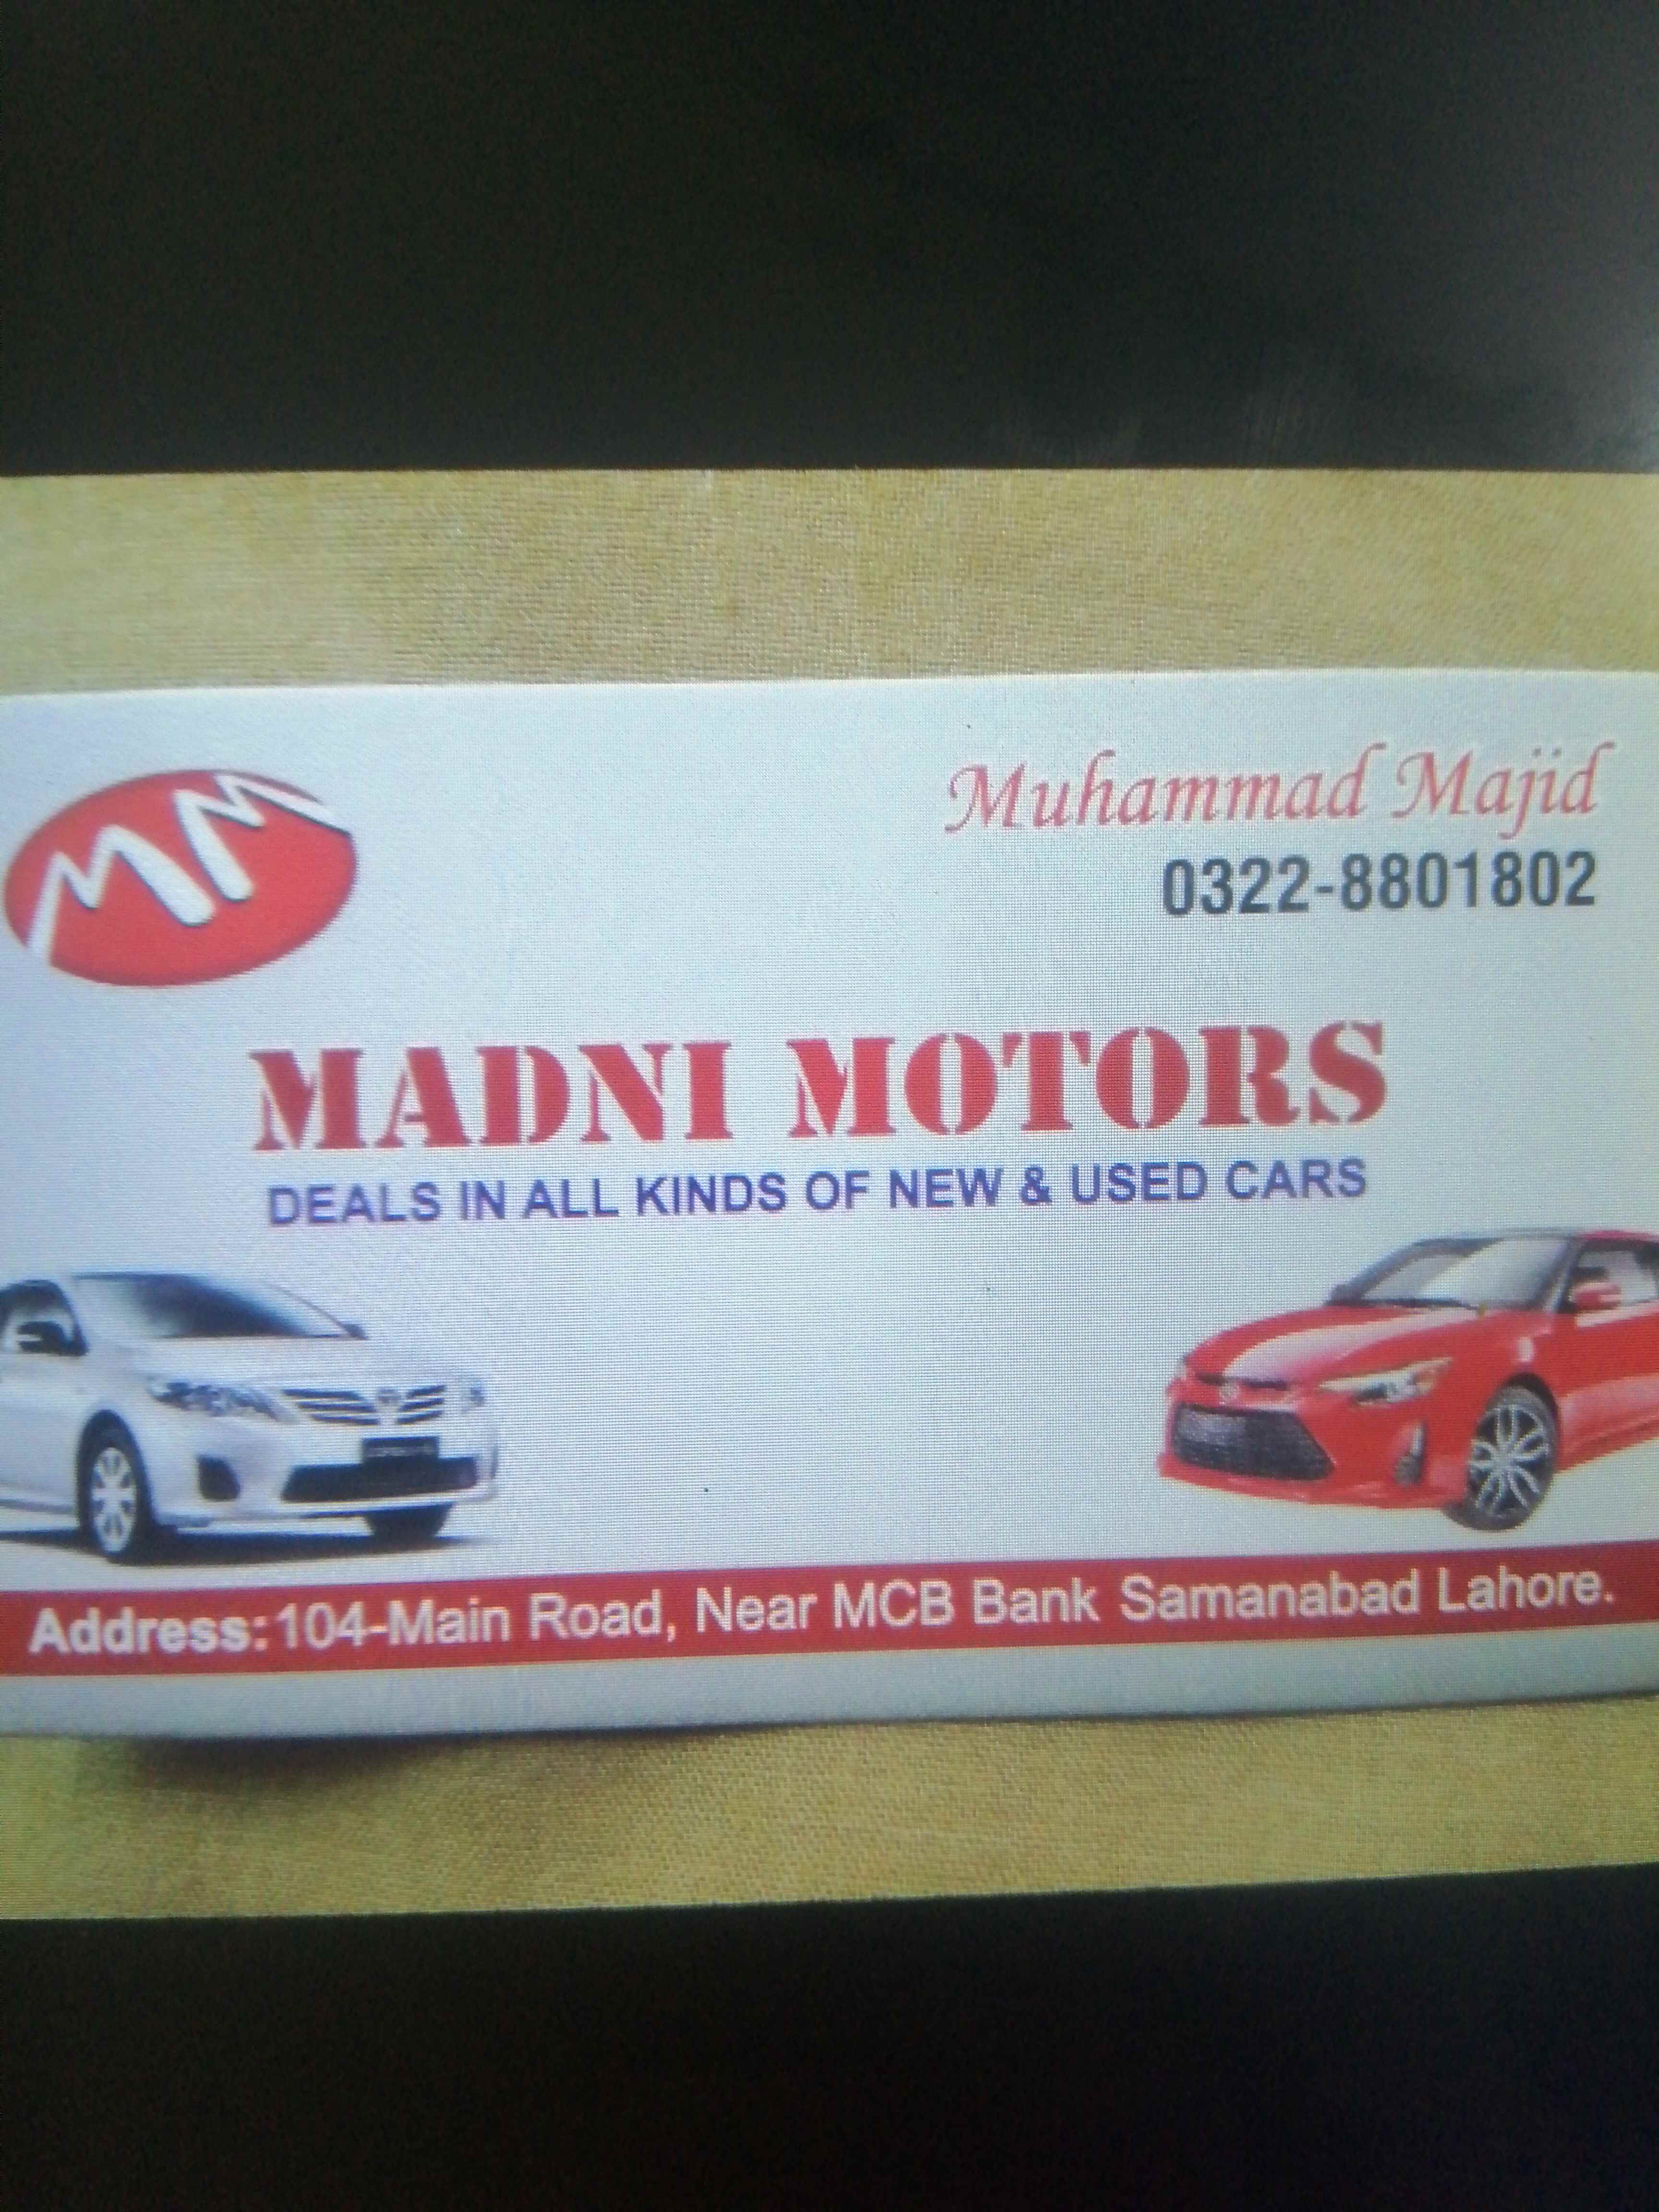 MM
Muhammad Majid
0322-8801802
MADNI MOTORS
DEALS IN ALL KINDS OF NEW & USED CARS
Address: 104-Main Road, Near MCB Bank Samanabad Lahore.